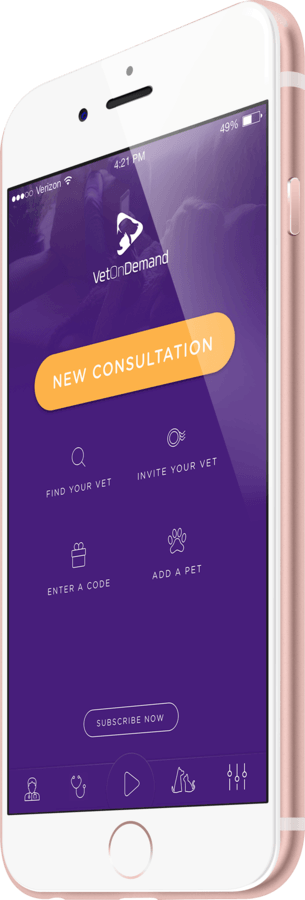 Verizon
4:21 PM
49%
VetOnDemand
NEW CONSULTATION
FIND YOUR VET
INVITE YOUR VET
ENTER A CODE
ADD A PET
SUBSCRIBE NOW